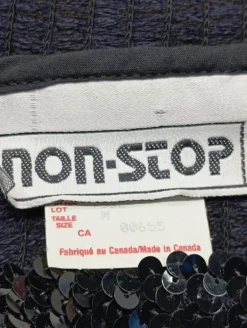 non-stop
LOT
TAILLE M
SIZE
CA 00655
Fabriqué au Canada/Made in Canada